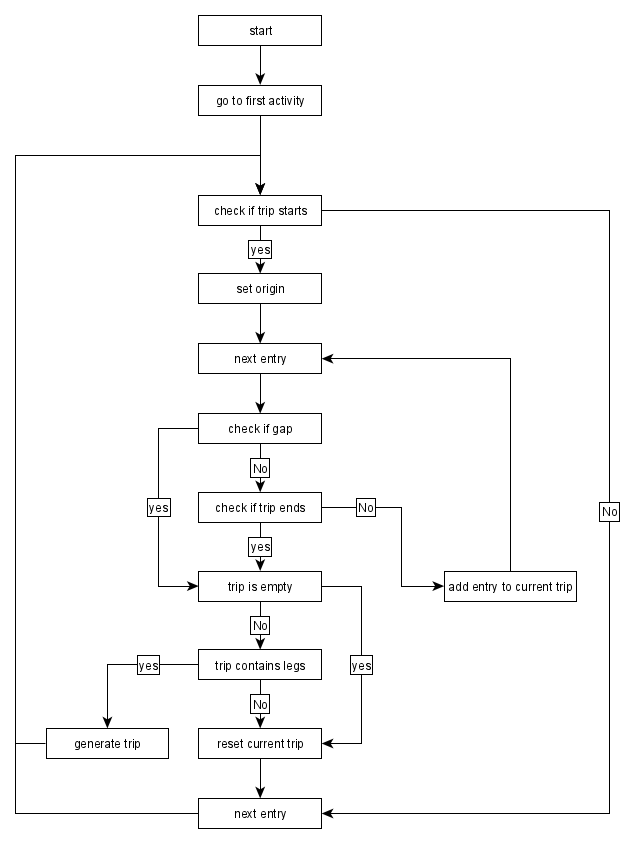 start
go to first activity
check if trip starts
yes
set origin
next entry
check if gap
No
yes
check if trip ends
No
No
yes
trip is empty
add entry to current trip
No
yes
trip contains legs
yes
No
generate trip
reset current trip
next entry